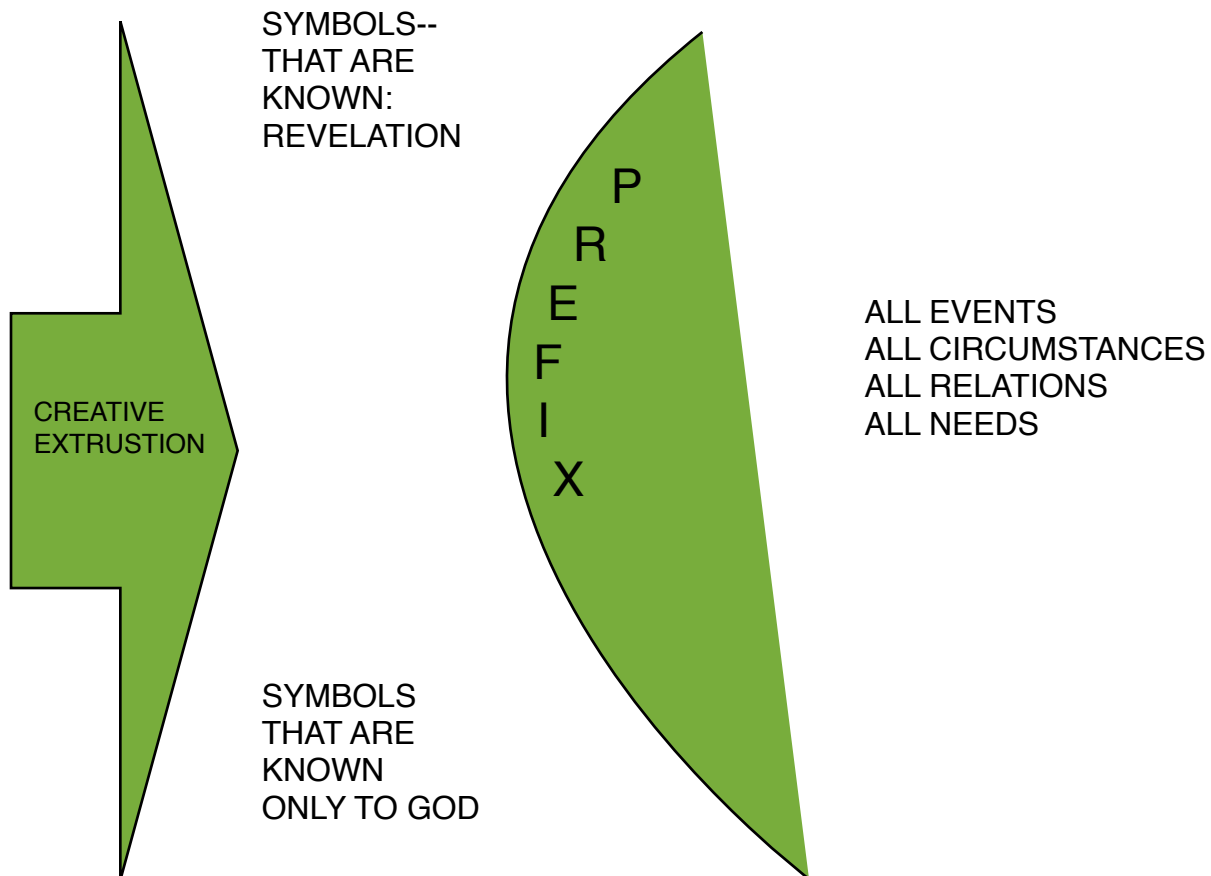 CREATIVE
EXTRUSTION
SYMBOLS--
THAT ARE
KNOWN:
REVELATION
SYMBOLS
THAT ARE
KNOWN
ONLY TO GOD
P
R
E
F
I
X
ALL EVENTS
ALL CIRCUMSTANCES
ALL RELATIONS
ALL NEEDS